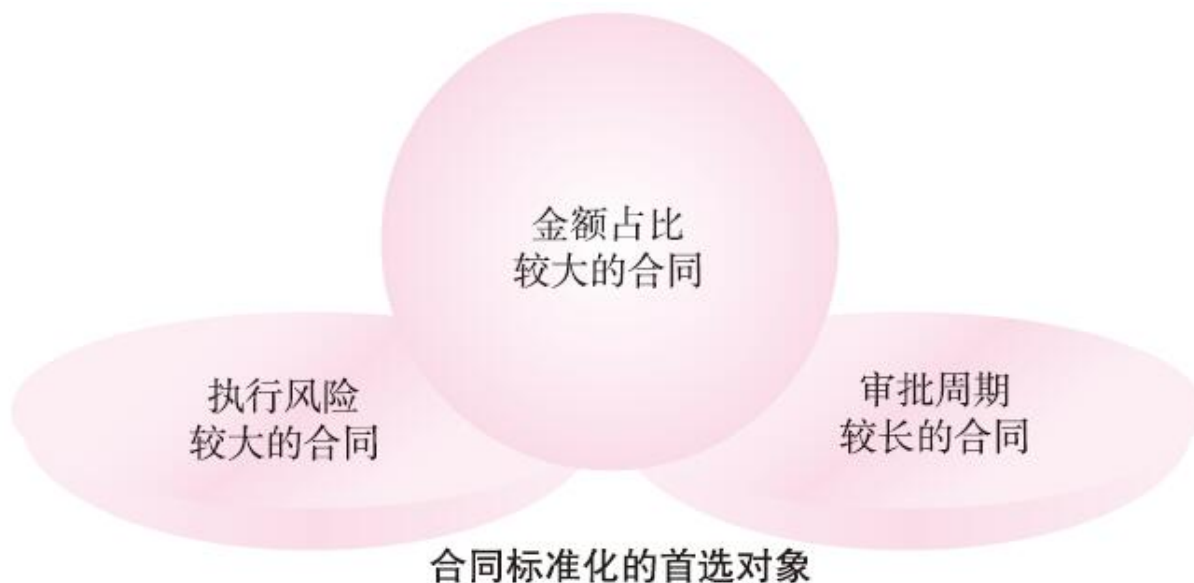 金额占比
较大的合同
执行风险
较大的合同
审批周期
较长的合同
合同标准化的首选对象